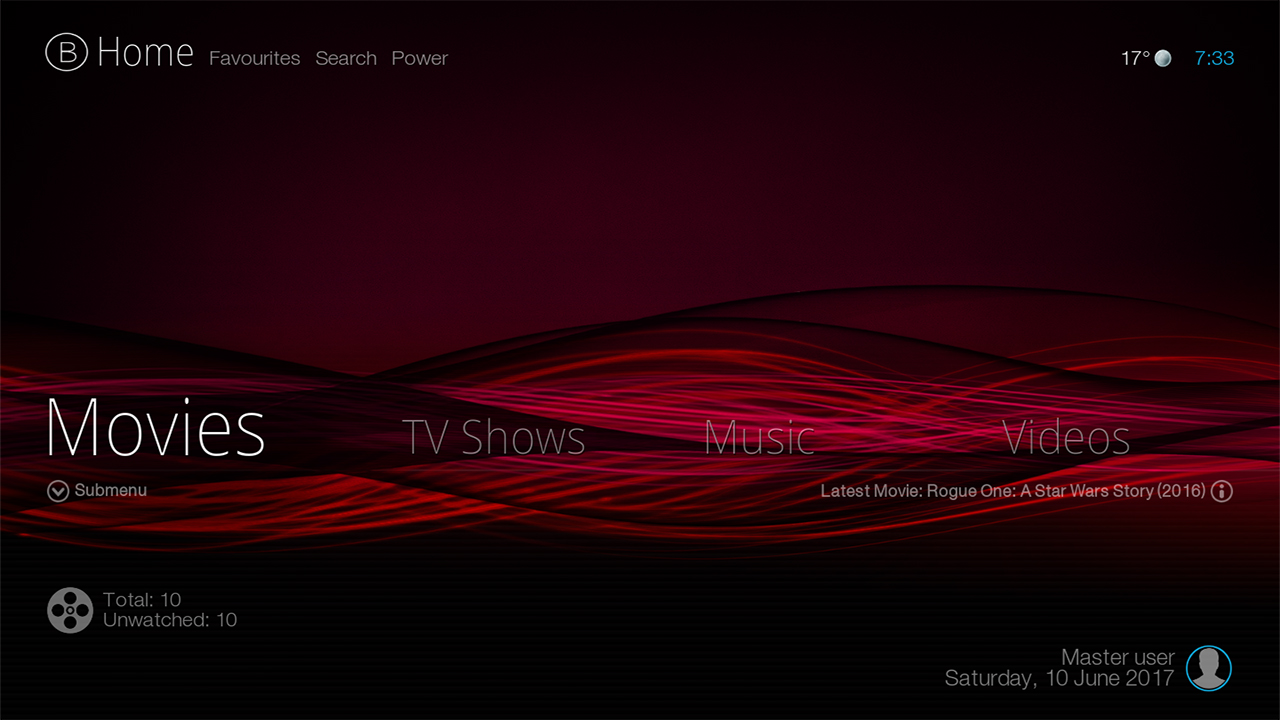 B Home Favourites Search Power 17° 7:33
Movies TV Shows Music Videos
Submenu Latest Movie: Rogue One: A Star Wars Story (2016)
Total: 10
Unwatched: 10
Master user
Saturday, 10 June 2017